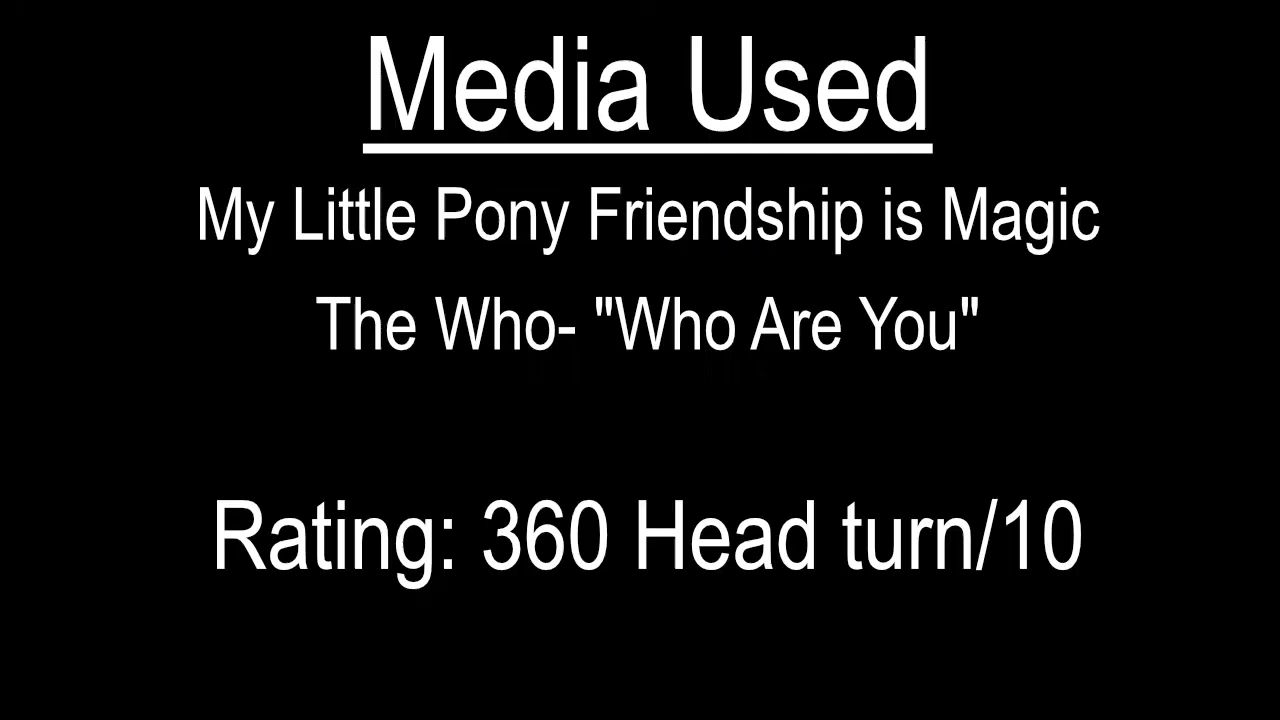 Media Used
My Little Pony Friendship is Magic
The Who- "Who Are You"
Rating: 360 Head turn/10